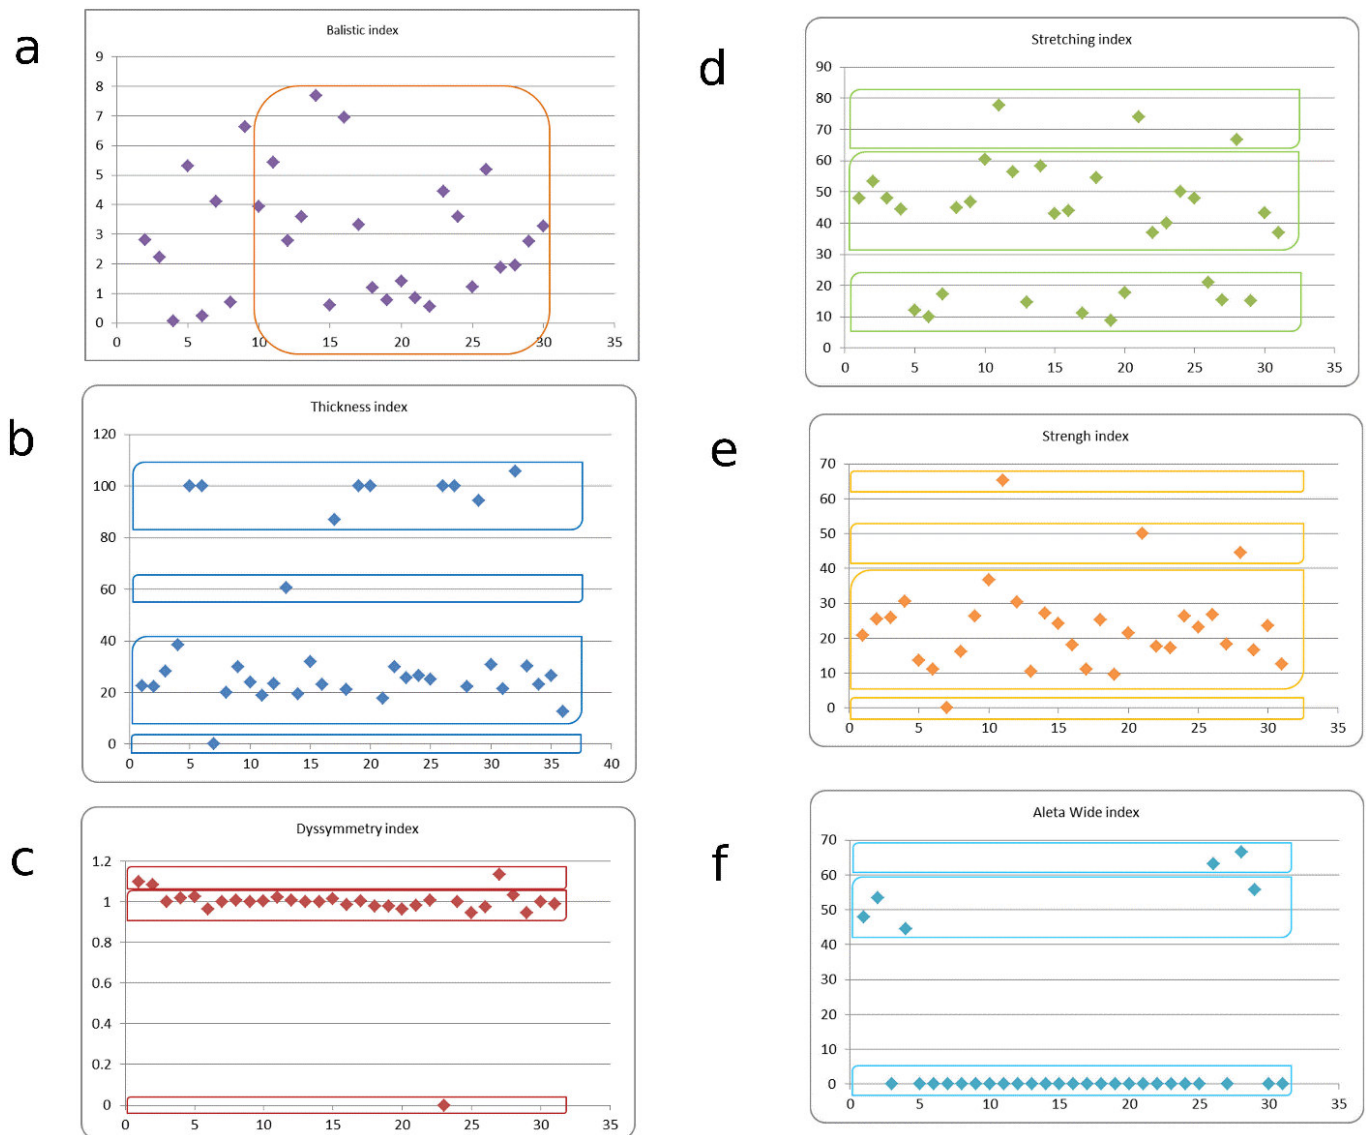 a
Balistic index
9
8
7
6
5
4
3
2
1
0
0 5 10 15 20 25 30 35
b
Thickness index
120
100
80
60
40
20
0
0 5 10 15 20 25 30 35 40
c
Dyssymmetry index
1.2
1
0.8
0.6
0.4
0.2
0
0 5 10 15 20 25 30 35
d
Stretching index
90
80
70
60
50
40
30
20
10
0
0 5 10 15 20 25 30 35
e
Strengh index
70
60
50
40
30
20
10
0
0 5 10 15 20 25 30 35
f
Aleta Wide index
70
60
50
40
30
20
10
0
0 5 10 15 20 25 30 35